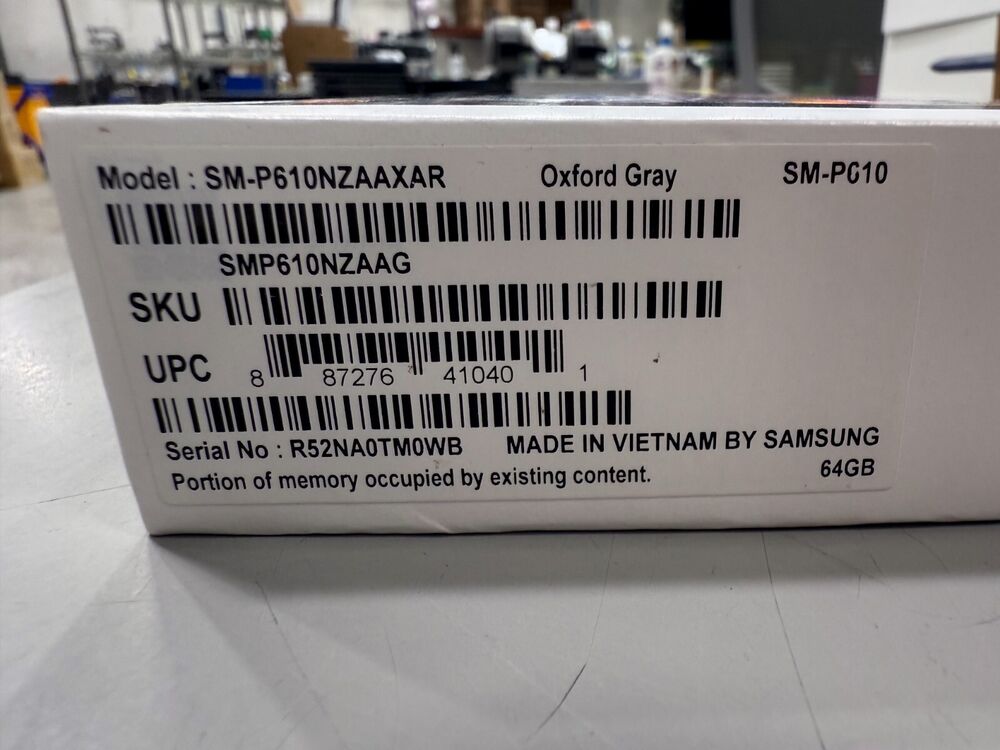 Model : SM-P610NZAAXAR Oxford Gray SM-P610
SMP610NZAAG
SKU
UPC 8 87276 41040 1
Serial No : R52NA0TM0WB MADE IN VIETNAM BY SAMSUNG
Portion of memory occupied by existing content. 64GB